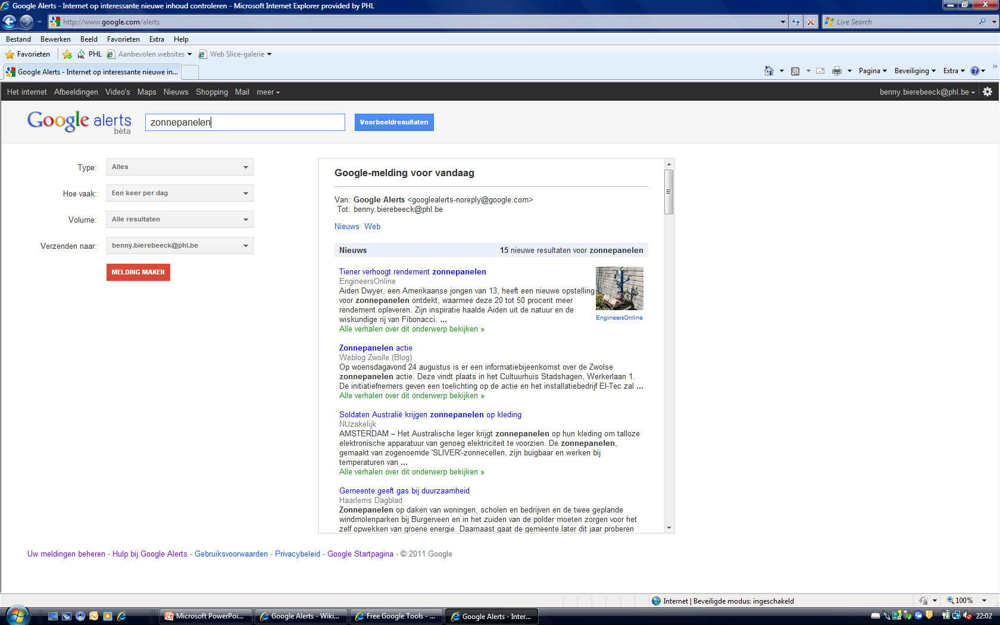 Google Alerts - Internet op interessante nieuwe inhoud controleren - Microsoft Internet Explorer provided by PHL
http://www.google.com/alerts
Live Search
Bestand Bewerken Beeld Favorieten Extra Help
Favorieten PHL Aanbevolen websites Web Slice-galerie
Google Alerts - Internet op interessante nieuwe in...
Pagina Beveiliging Extra
Het internet Afbeeldingen Video's Maps Nieuws Shopping Mail meer
benny.bierebeeck@phl.be
Google alerts
bèta
zonnepanelen
Voorbeeldresultaten
Type: Alles
Hoe vaak: Een keer per dag
Volume: Alle resultaten
Verzenden naar: benny.bierebeeck@phl.be
MELDING MAKEN
Google-melding voor vandaag
Van: Google Alerts <googlealerts-noreply@google.com>
Tot: benny.bierebeeck@phl.be
Nieuws Web
Nieuws 15 nieuwe resultaten voor zonnepanelen
Tiener verhoogt rendement zonnepanelen
EngineersOnline
Aiden Dwyer, een Amerikaanse jongen van 13, heeft een nieuwe opstelling
voor zonnepanelen ontdekt, waarmee deze 20 tot 50 procent meer
rendement opleveren. Zijn inspiratie haalde Aiden uit de natuur en de
wiskundige rij van Fibonacci. ...
Alle verhalen over dit onderwerp bekijken »
EngineersOnline
Zonnepanelen actie
Weblog Zwolle (Blog)
Op woensdagavond 24 augustus is er een informatiebijeenkomst over de Zwolse
zonnepanelen actie. Deze vindt plaats in het Cultuurhuis Stadshagen, Werkerlaan 1.
De initiatiefnemers geven een toelichting op de actie en het installatiebedrijf El-Tec zal ...
Alle verhalen over dit onderwerp bekijken »
Soldaten Australië krijgen zonnepanelen op kleding
NUzakelijk
AMSTERDAM – Het Australische leger krijgt zonnepanelen op hun kleding om talloze
elektronische apparatuur van genoeg elektriciteit te voorzien. De zonnepanelen,
gemaakt van zogenoemde 'SLIVER'-zonnecellen, zijn buigbaar en werken bij
temperaturen van ...
Alle verhalen over dit onderwerp bekijken »
Gemeente geeft gas bij duurzaamheid
Haarlems Dagblad
Zonnepanelen op daken van woningen, scholen en bedrijven en de twee geplande
windmolenparken bij Burgerveen en in het zuiden van de polder moeten zorgen voor het
zelf opwekken van groene energie. Daarnaast gaat de gemeente later dit jaar proberen
Uw meldingen beheren - Hulp bij Google Alerts - Gebruiksvoorwaarden - Privacybeleid - Google Startpagina - © 2011 Google
Internet | Beveiligde modus: ingeschakeld
100%
Microsoft PowerPoi... Google Alerts - Wiki... Free Google Tools - ... Google Alerts - Inter...
22:02